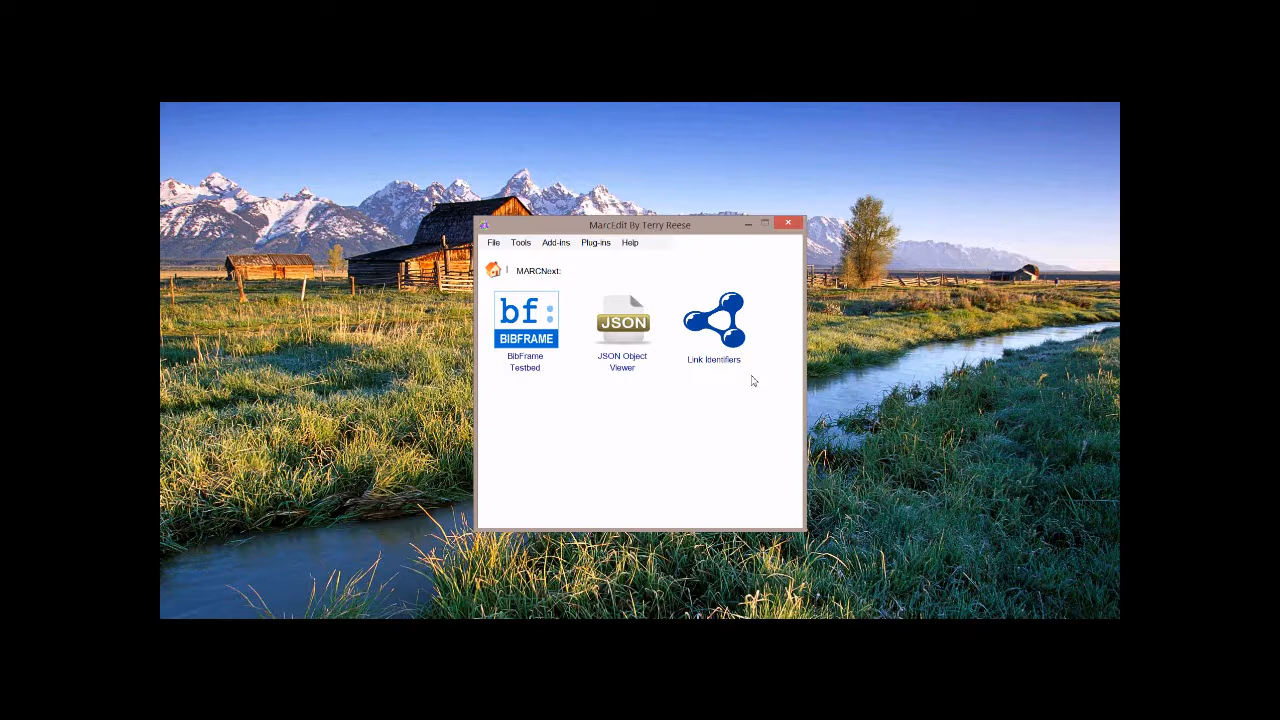 MarcEdit By Terry Reese
File Tools Add-ins Plug-ins Help
MARCNext:
bf:
BIBFRAME
JSON
BibFrame
Testbed
JSON Object
Viewer
Link Identifiers